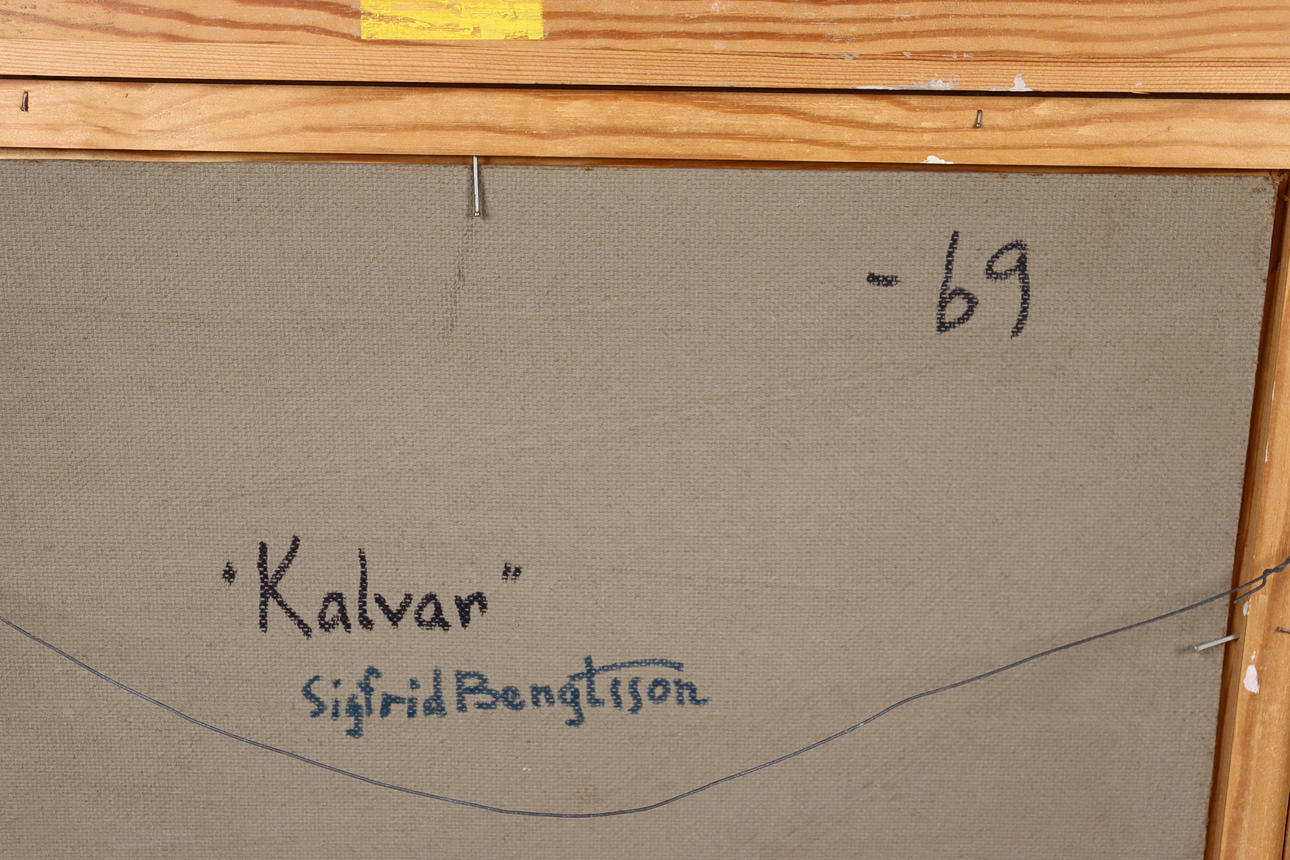 - 69
"Kalvar"
Sigfrid Bengtsson